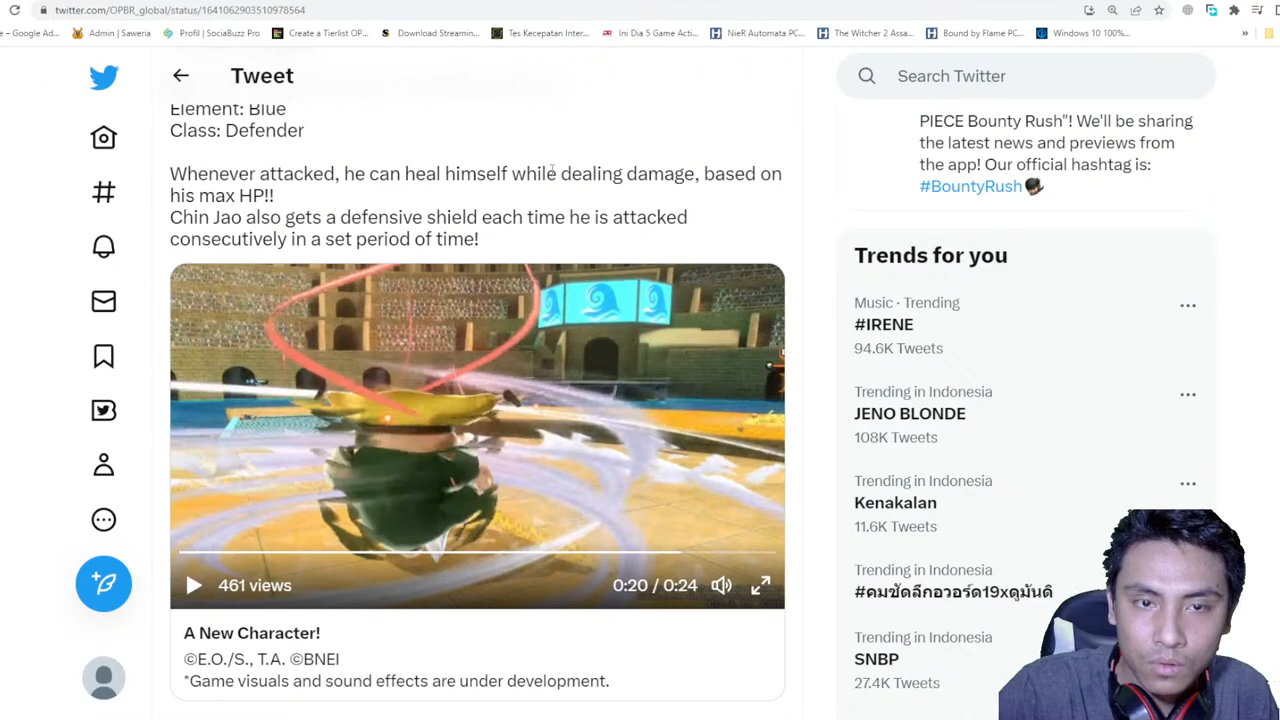 twitter.com/OPBR_global/status/1641062903510978564
e – Google Ad...
Admin | Saweria
Profil | SociaBuzz Pro
Create a Tierlist OP...
Download Streamin...
Tes Kecepatan Inter...
Ini Dia 5 Game Acti...
NieR Automata PC...
The Witcher 2 Assa...
Bound by Flame PC...
Windows 10 100%...
Tweet
Element: Blue
Class: Defender
Whenever attacked, he can heal himself while dealing damage, based on
his max HP!!
Chin Jao also gets a defensive shield each time he is attacked
consecutively in a set period of time!
461 views
0:20 / 0:24
A New Character!
©E.O./S., T.A. ©BNEI
*Game visuals and sound effects are under development.
Search Twitter
PIECE Bounty Rush"! We'll be sharing
the latest news and previews from
the app! Our official hashtag is:
#BountyRush
Trends for you
Music · Trending
#IRENE
94.6K Tweets
Trending in Indonesia
JENO BLONDE
108K Tweets
Trending in Indonesia
Kenakalan
11.6K Tweets
Trending in Indonesia
#คมชัดลึกอวอร์ด19xตูมันดิ
Trending in Indonesia
SNBP
27.4K Tweets